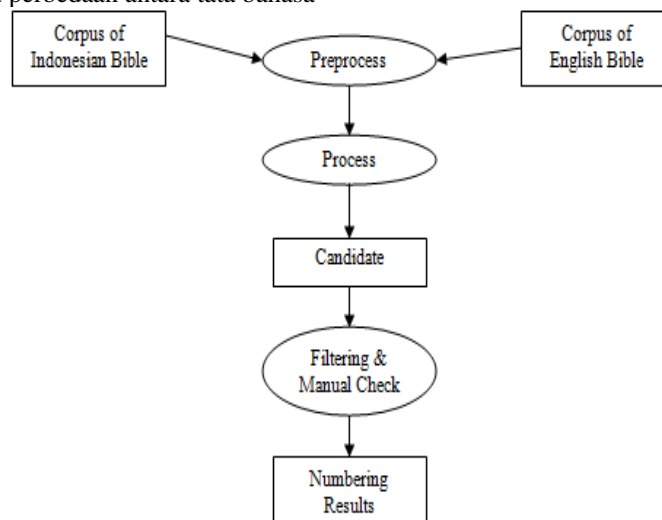 perbedaan antara tata bahasa
Corpus of
Indonesian Bible
Preprocess
Corpus of
English Bible
Process
Candidate
Filtering &
Manual Check
Numbering
Results